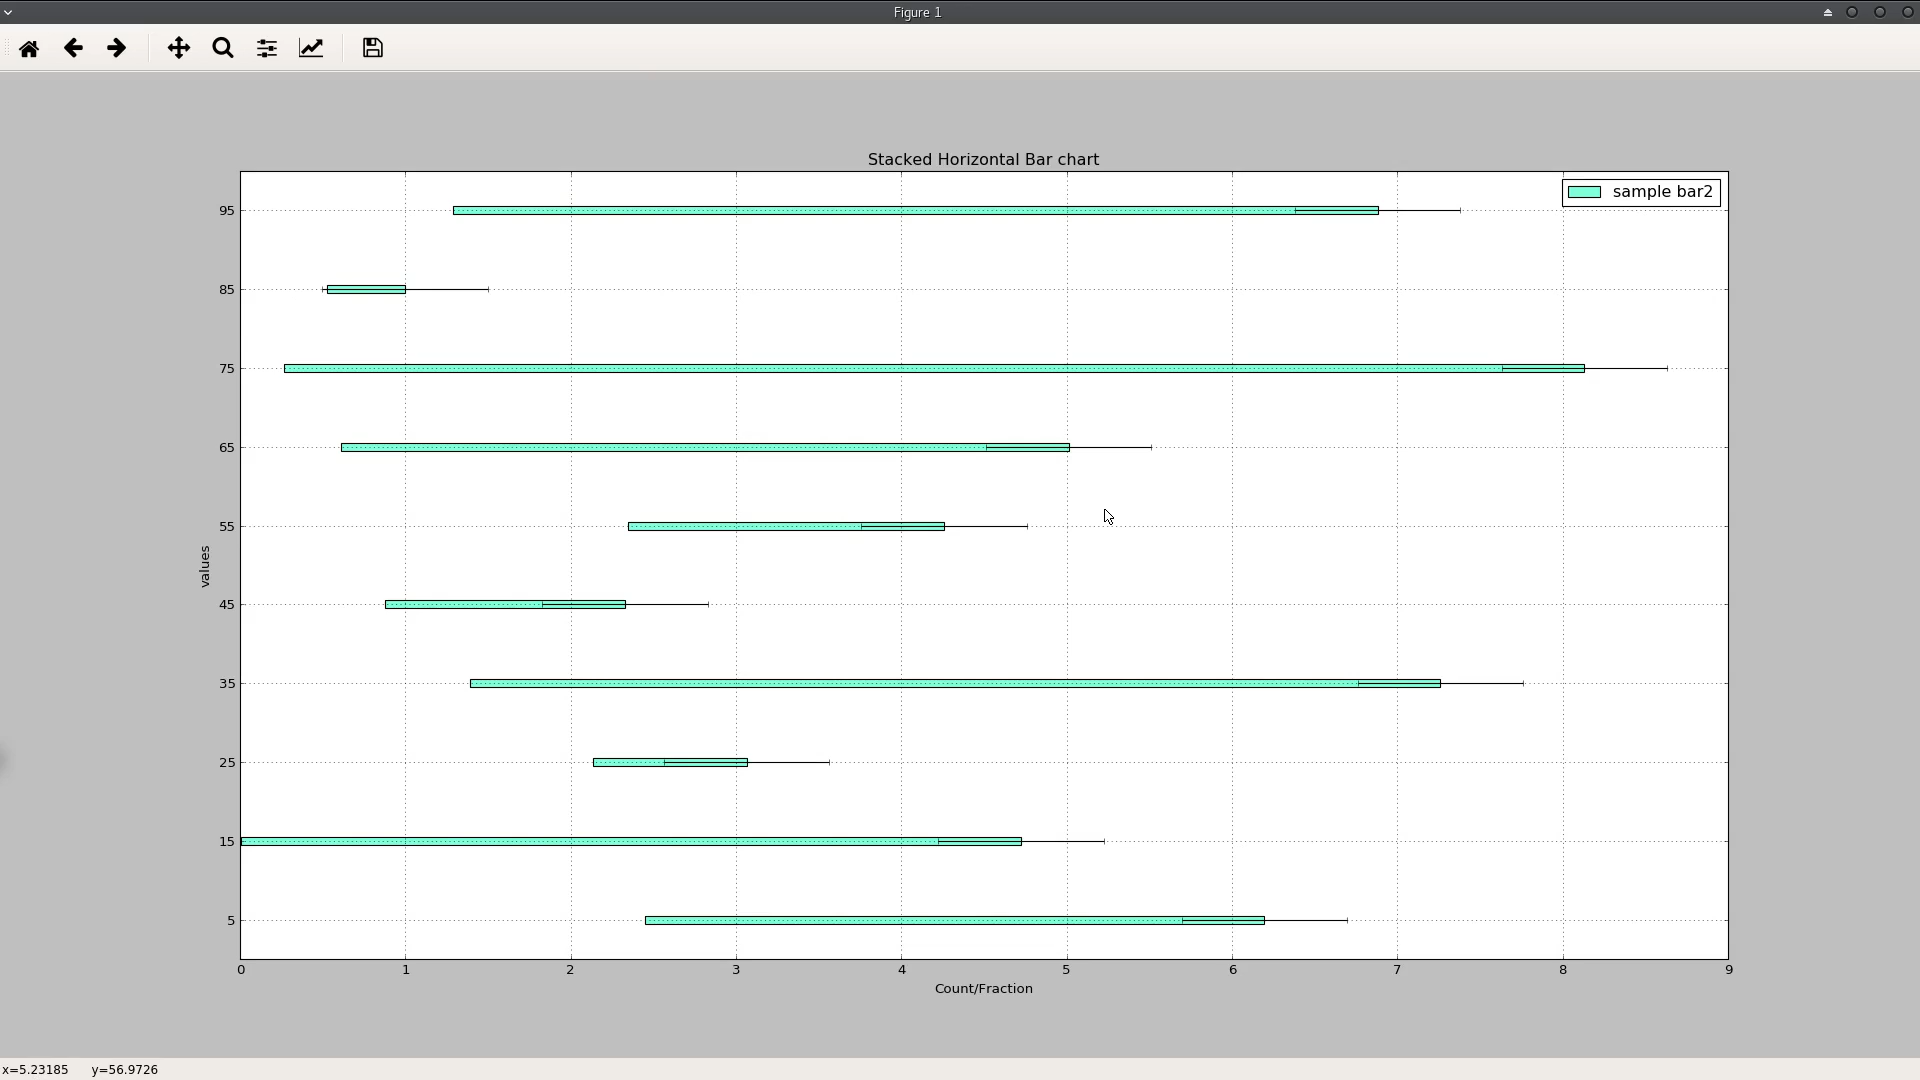 Figure 1
Stacked Horizontal Bar chart
sample bar2
95
85
75
65
55
45
35
25
15
5
values
0 1 2 3 4 5 6 7 8 9
Count/Fraction
x=5.23185 y=56.9726